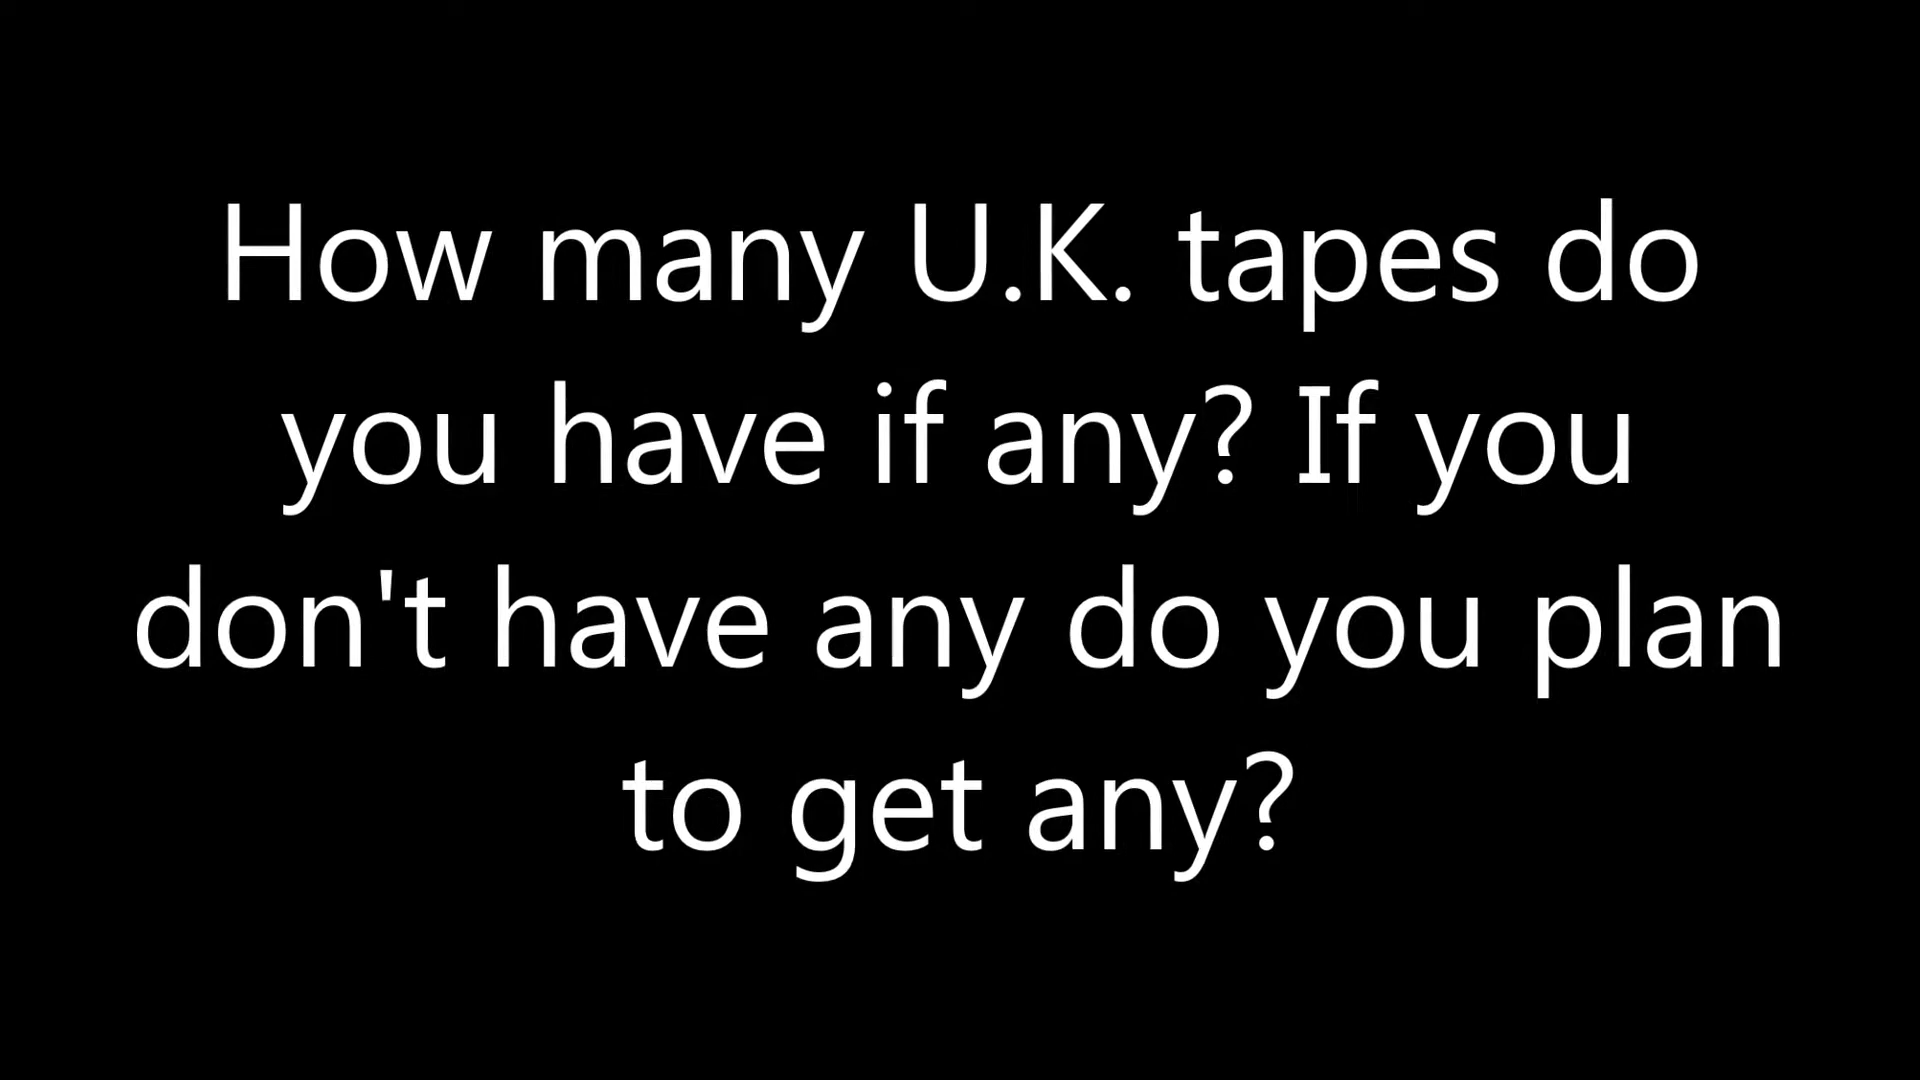 How many U.K. tapes do
you have if any? If you
don't have any do you plan
to get any?